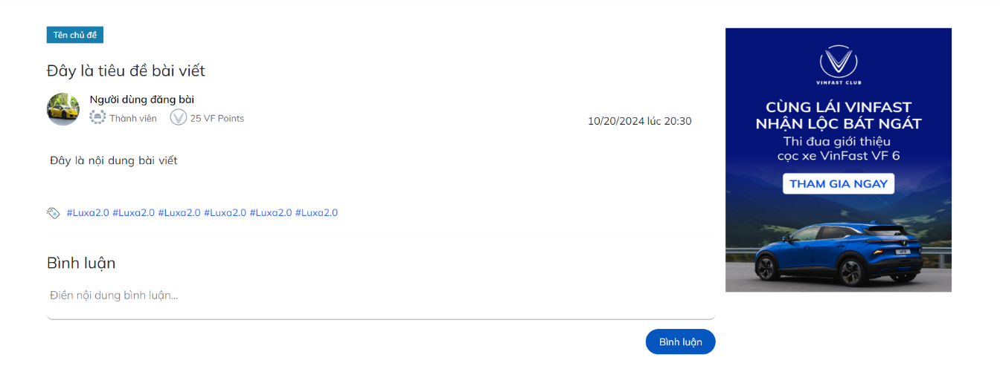 Tên chủ đề
Đây là tiêu đề bài viết
Người dùng đăng bài
Thành viên 25 VF Points
10/20/2024 lúc 20:30
Đây là nội dung bài viết
#Luxa2.0 #Luxa2.0 #Luxa2.0 #Luxa2.0 #Luxa2.0 #Luxa2.0
Bình luận
Điền nội dung bình luận...
Bình luận
VINFAST CLUB
CÙNG LÁI VINFAST
NHẬN LỘC BÁT NGÁT
Thi đua giới thiệu
cọc xe VinFast VF 6
THAM GIA NGAY